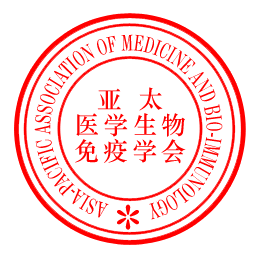 ASIA-PACIFIC ASSOCIATION OF MEDICINE AND BIO-IMMUNOLOGY
亚太
医学生物
免疫学会